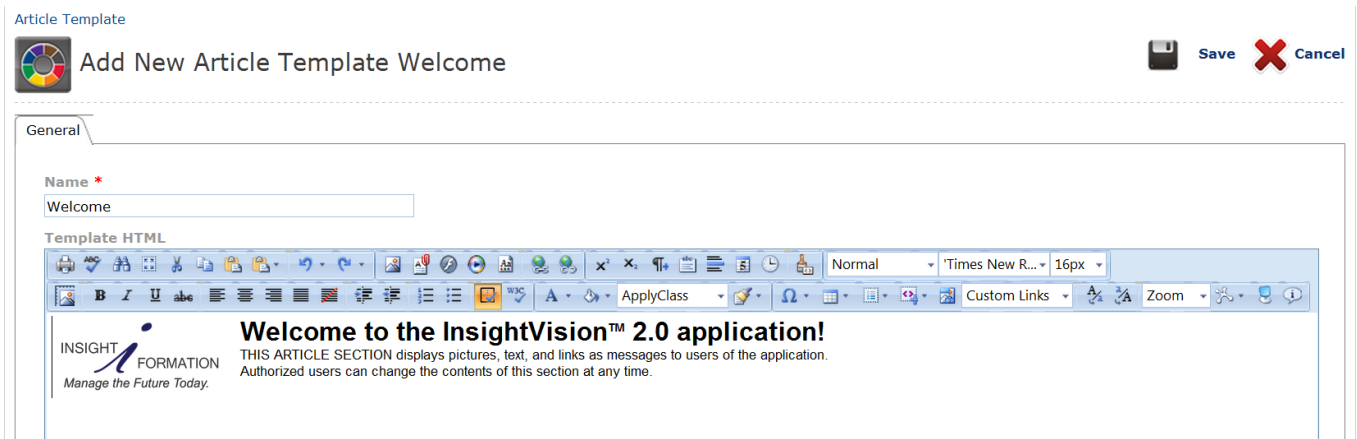 Article Template
Add New Article Template Welcome
Save
Cancel
General
Name *
Welcome
Template HTML
Normal
'Times New R...
16px
B I U abc
W3C
A
ApplyClass
Ω
Custom Links
Zoom
INSIGHT
FORMATION
Manage the Future Today.
Welcome to the InsightVision™ 2.0 application!
THIS ARTICLE SECTION displays pictures, text, and links as messages to users of the application.
Authorized users can change the contents of this section at any time.